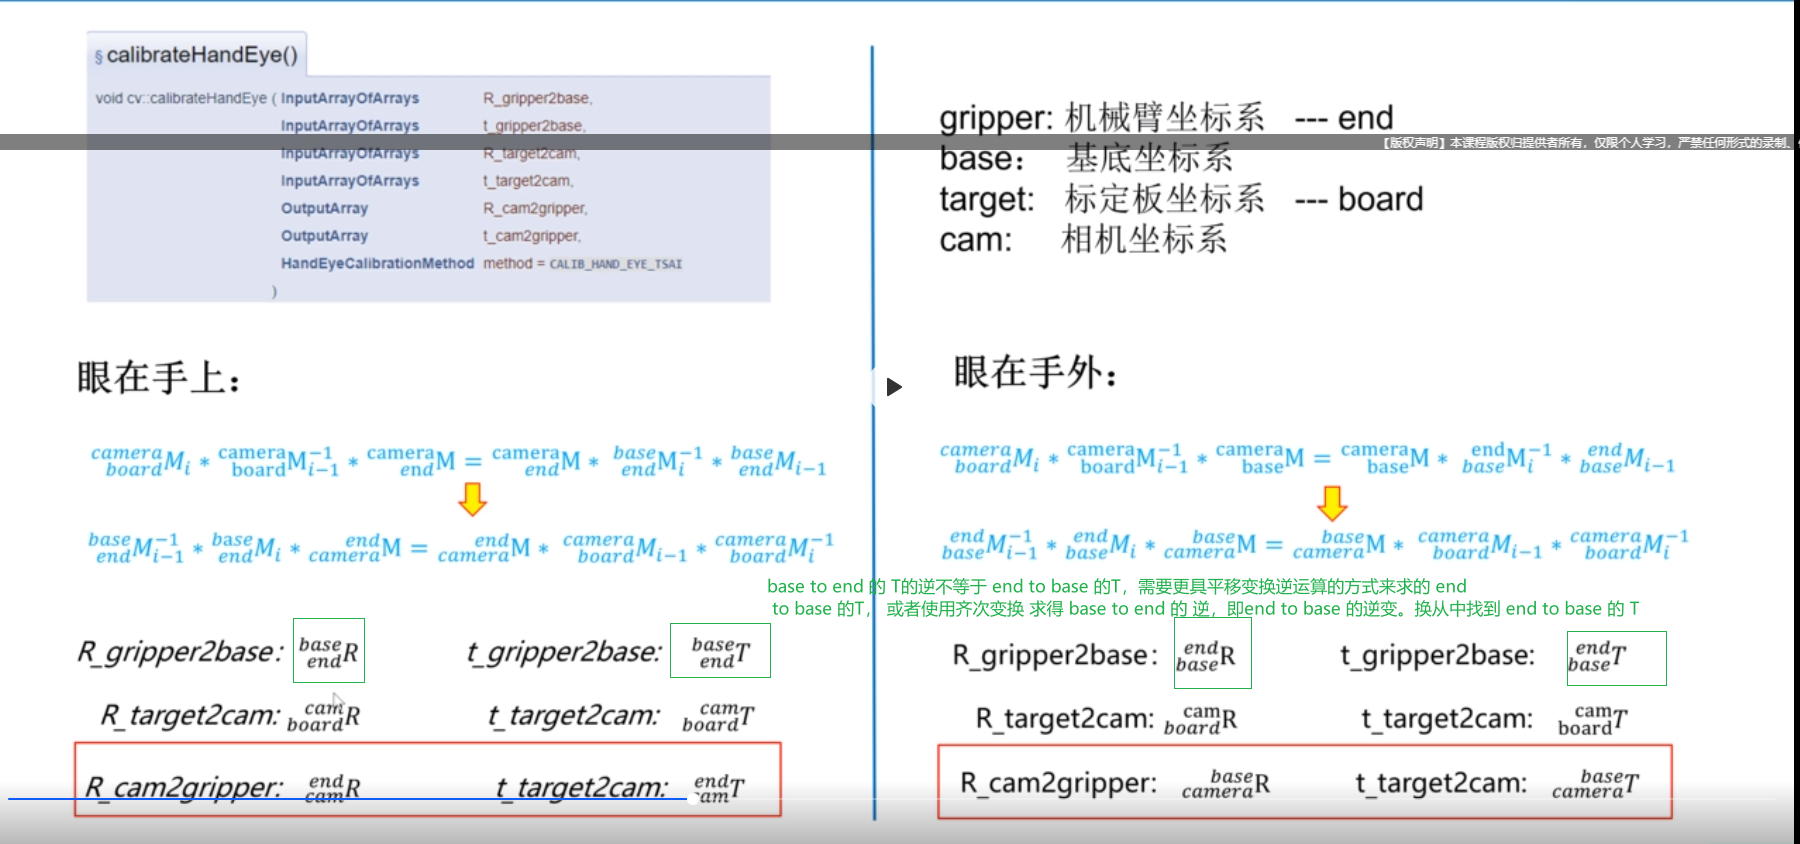 § calibrateHandEye()
void cv::calibrateHandEye ( InputArrayOfArrays R_gripper2base,
InputArrayOfArrays t_gripper2base,
InputArrayOfArrays R_target2cam,
InputArrayOfArrays t_target2cam,
OutputArray R_cam2gripper,
OutputArray t_cam2gripper,
HandEyeCalibrationMethod method = CALIB_HAND_EYE_TSAI
)
gripper: 机械臂坐标系 --- end
【版权声明】本课程版权归提供者所有，仅限个人学习，严禁任何形式的录制、
base： 基底坐标系
target: 标定板坐标系 --- board
cam: 相机坐标系
眼在手上：
^{camera}_{board}M_i * ^{camera}_{board}M_{i-1}^{-1} * ^{camera}_{end}M = ^{camera}_{end}M * ^{base}_{end}M_i^{-1} * ^{base}_{end}M_{i-1}
^{base}_{end}M_{i-1}^{-1} * ^{base}_{end}M_i * ^{end}_{camera}M = ^{end}_{camera}M * ^{camera}_{board}M_{i-1} * ^{camera}_{board}M_i^{-1}
R_gripper2base: ^{base}_{end}R t_gripper2base: ^{base}_{end}T
R_target2cam: ^{cam}_{board}R t_target2cam: ^{cam}_{board}T
R_cam2gripper: ^{end}_{cam}R t_target2cam: ^{end}_{cam}T
眼在手外：
^{camera}_{board}M_i * ^{camera}_{board}M_{i-1}^{-1} * ^{camera}_{base}M = ^{camera}_{base}M * ^{end}_{base}M_i^{-1} * ^{end}_{base}M_{i-1}
^{end}_{base}M_{i-1}^{-1} * ^{end}_{base}M_i * ^{base}_{camera}M = ^{base}_{camera}M * ^{camera}_{board}M_{i-1} * ^{camera}_{board}M_i^{-1}
base to end 的 T的逆不等于 end to base 的T，需要更具平移变换逆运算的方式来求的 end
to base 的T， 或者使用齐次变换 求得 base to end 的 逆，即end to base 的逆变。换从中找到 end to base 的 T
R_gripper2base: ^{end}_{base}R t_gripper2base: ^{end}_{base}T
R_target2cam: ^{cam}_{board}R t_target2cam: ^{cam}_{board}T
R_cam2gripper: ^{base}_{camera}R t_target2cam: ^{base}_{camera}T